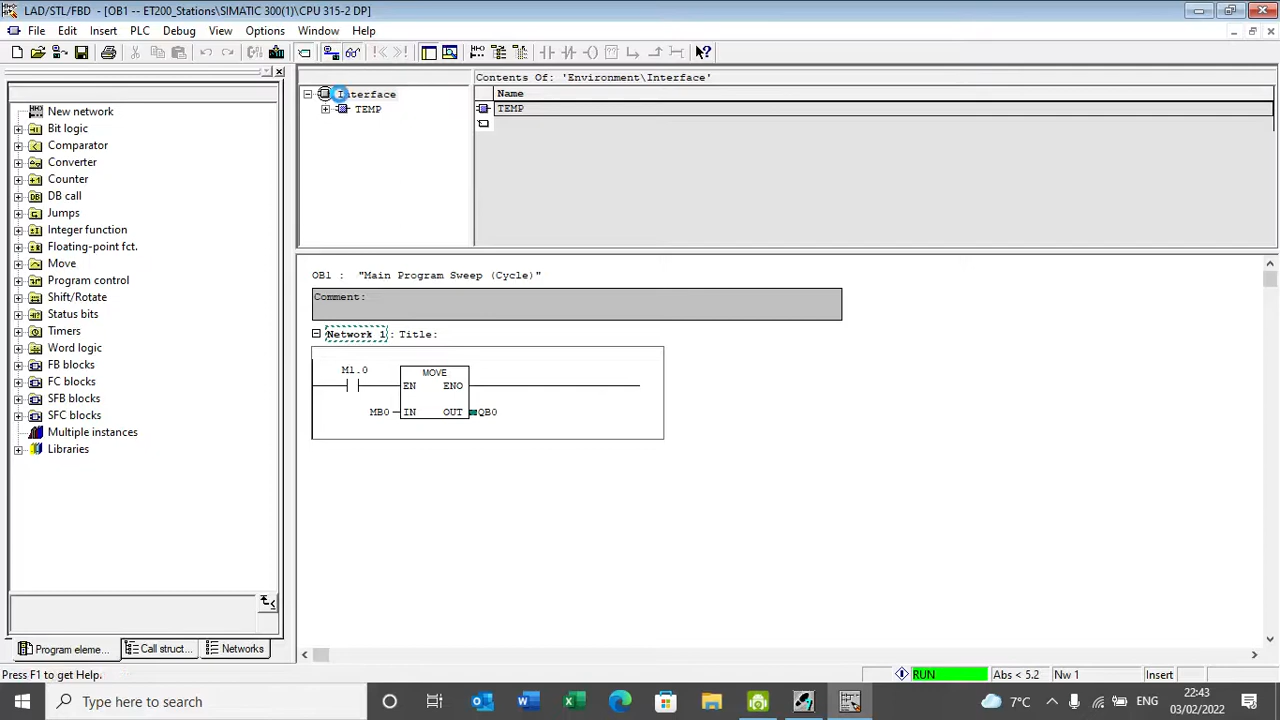 LAD/STL/FBD - [OB1 -- ET200_Stations\SIMATIC 300(1)\CPU 315-2 DP]
File Edit Insert PLC Debug View Options Window Help
Interface
TEMP
Contents Of: 'Environment\Interface'
Name
TEMP
New network
Bit logic
Comparator
Converter
Counter
DB call
Jumps
Integer function
Floating-point fct.
Move
Program control
Shift/Rotate
Status bits
Timers
Word logic
FB blocks
FC blocks
SFB blocks
SFC blocks
Multiple instances
Libraries
OB1 : "Main Program Sweep (Cycle)"
Comment:
Network 1: Title:
M1.0
MOVE
EN ENO
MB0 IN OUT QB0
Program eleme... Call struct... Networks
Press F1 to get Help. RUN Abs < 5.2 Nw 1 Insert
Type here to search
7°C ENG
22:43
03/02/2022